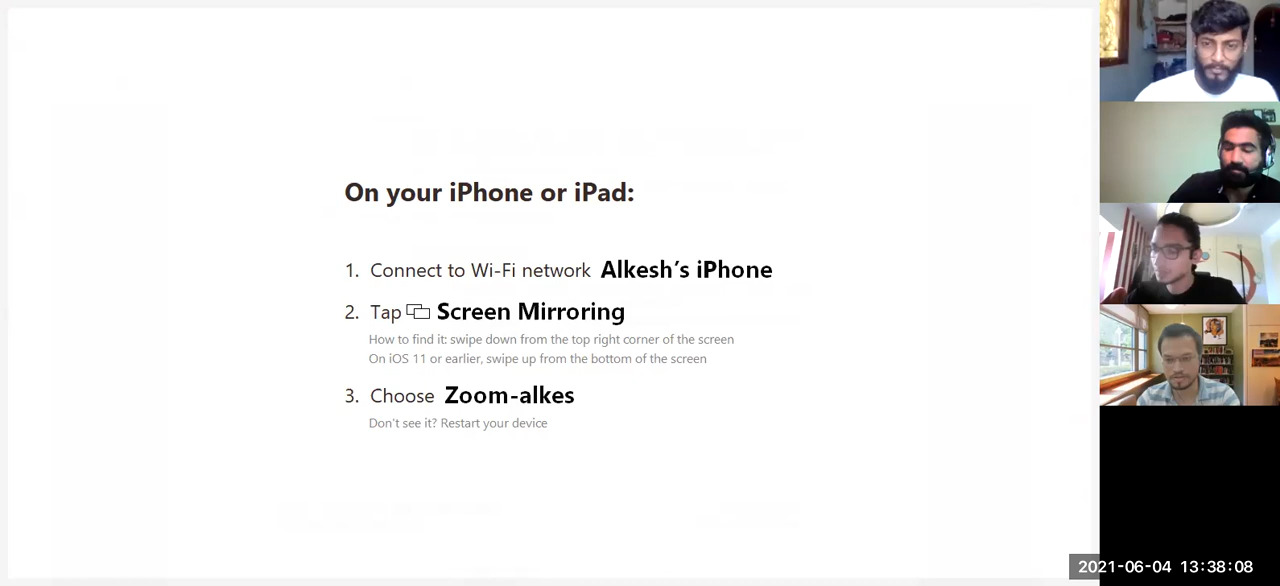 On your iPhone or iPad:
1. Connect to Wi-Fi network Alkesh's iPhone
2. Tap Screen Mirroring
How to find it: swipe down from the top right corner of the screen
On iOS 11 or earlier, swipe up from the bottom of the screen
3. Choose Zoom-alkes
Don't see it? Restart your device
2021-06-04 13:38:08